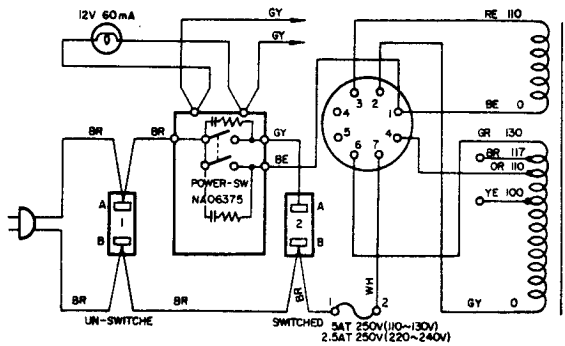 12V 60mA
GY
GY
RE 110
3
2
4
1
5
4
6
7
BE 0
BR
BR
GY
BE
POWER-SW.
NA06375
GR 130
BR 117
OR 110
YE 100
A
1
B
A
2
B
WH
BR
BR
BR
1
2
GY 0
UN-SWITCHE
SWITCHED
5AT 250V(110~130V)
2.5AT 250V(220~240V)